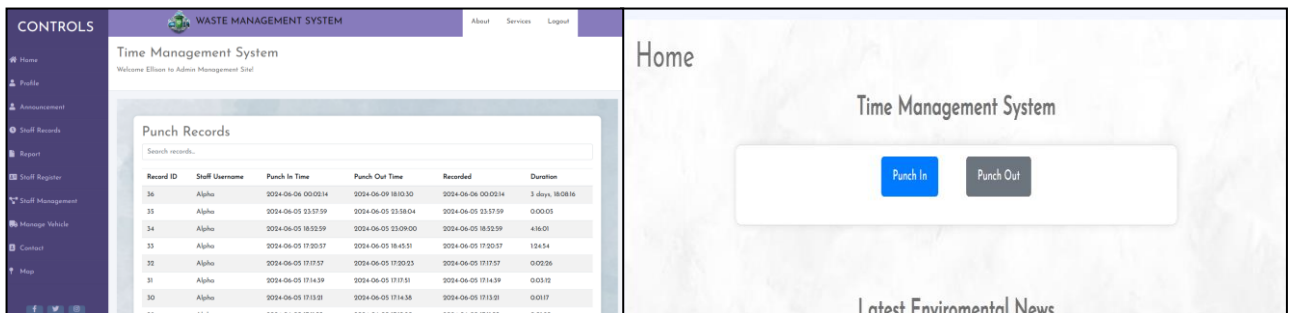 CONTROLS
Home
Profile
Announcement
Staff Records
Report
Staff Register
Staff Management
Manage Vehicle
Contact
Map
WASTE MANAGEMENT SYSTEM
About Services Logout
Time Management System
Welcome Ellison to Admin Management Site!
Punch Records
Search records..
Record ID Staff Username Punch In Time Punch Out Time Recorded Duration
36 Alpha 2024-06-06 00:02:14 2024-06-09 18:10:30 2024-06-06 00:02:14 3 days, 18:08:16
35 Alpha 2024-06-05 23:57:59 2024-06-05 23:58:04 2024-06-05 23:57:59 0:00:05
34 Alpha 2024-06-05 18:52:59 2024-06-05 23:09:00 2024-06-05 18:52:59 4:16:01
33 Alpha 2024-06-05 17:20:57 2024-06-05 18:45:51 2024-06-05 17:20:57 1:24:54
32 Alpha 2024-06-05 17:17:57 2024-06-05 17:20:23 2024-06-05 17:17:57 0:02:26
31 Alpha 2024-06-05 17:14:39 2024-06-05 17:17:51 2024-06-05 17:14:39 0:03:12
30 Alpha 2024-06-05 17:13:21 2024-06-05 17:14:38 2024-06-05 17:13:21 0:01:17
Home
Time Management System
Punch In Punch Out
Latest Enviromental News